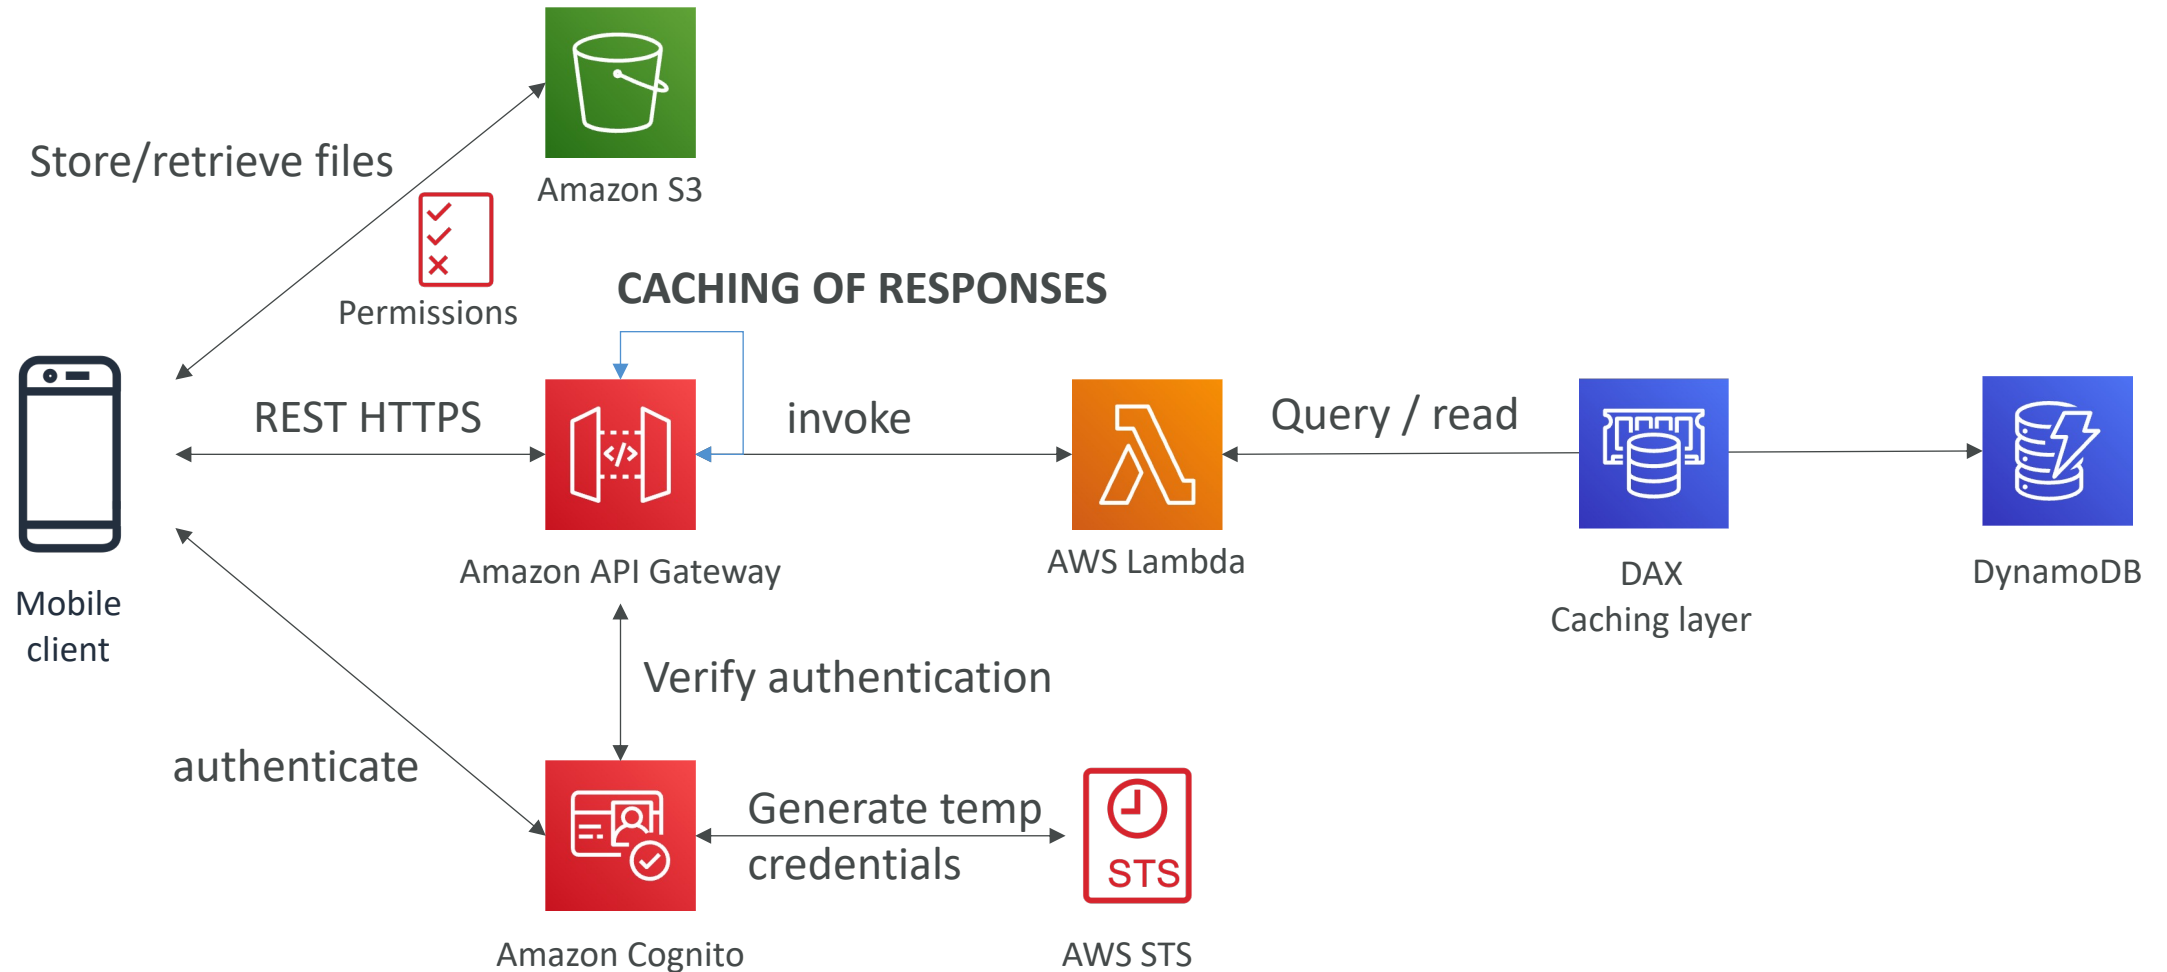 Store/retrieve files
Amazon S3
Permissions
CACHING OF RESPONSES
REST HTTPS
invoke
Query / read
Amazon API Gateway
AWS Lambda
DAX
Caching layer
DynamoDB
Mobile
client
Verify authentication
authenticate
Generate temp
credentials
STS
Amazon Cognito
AWS STS